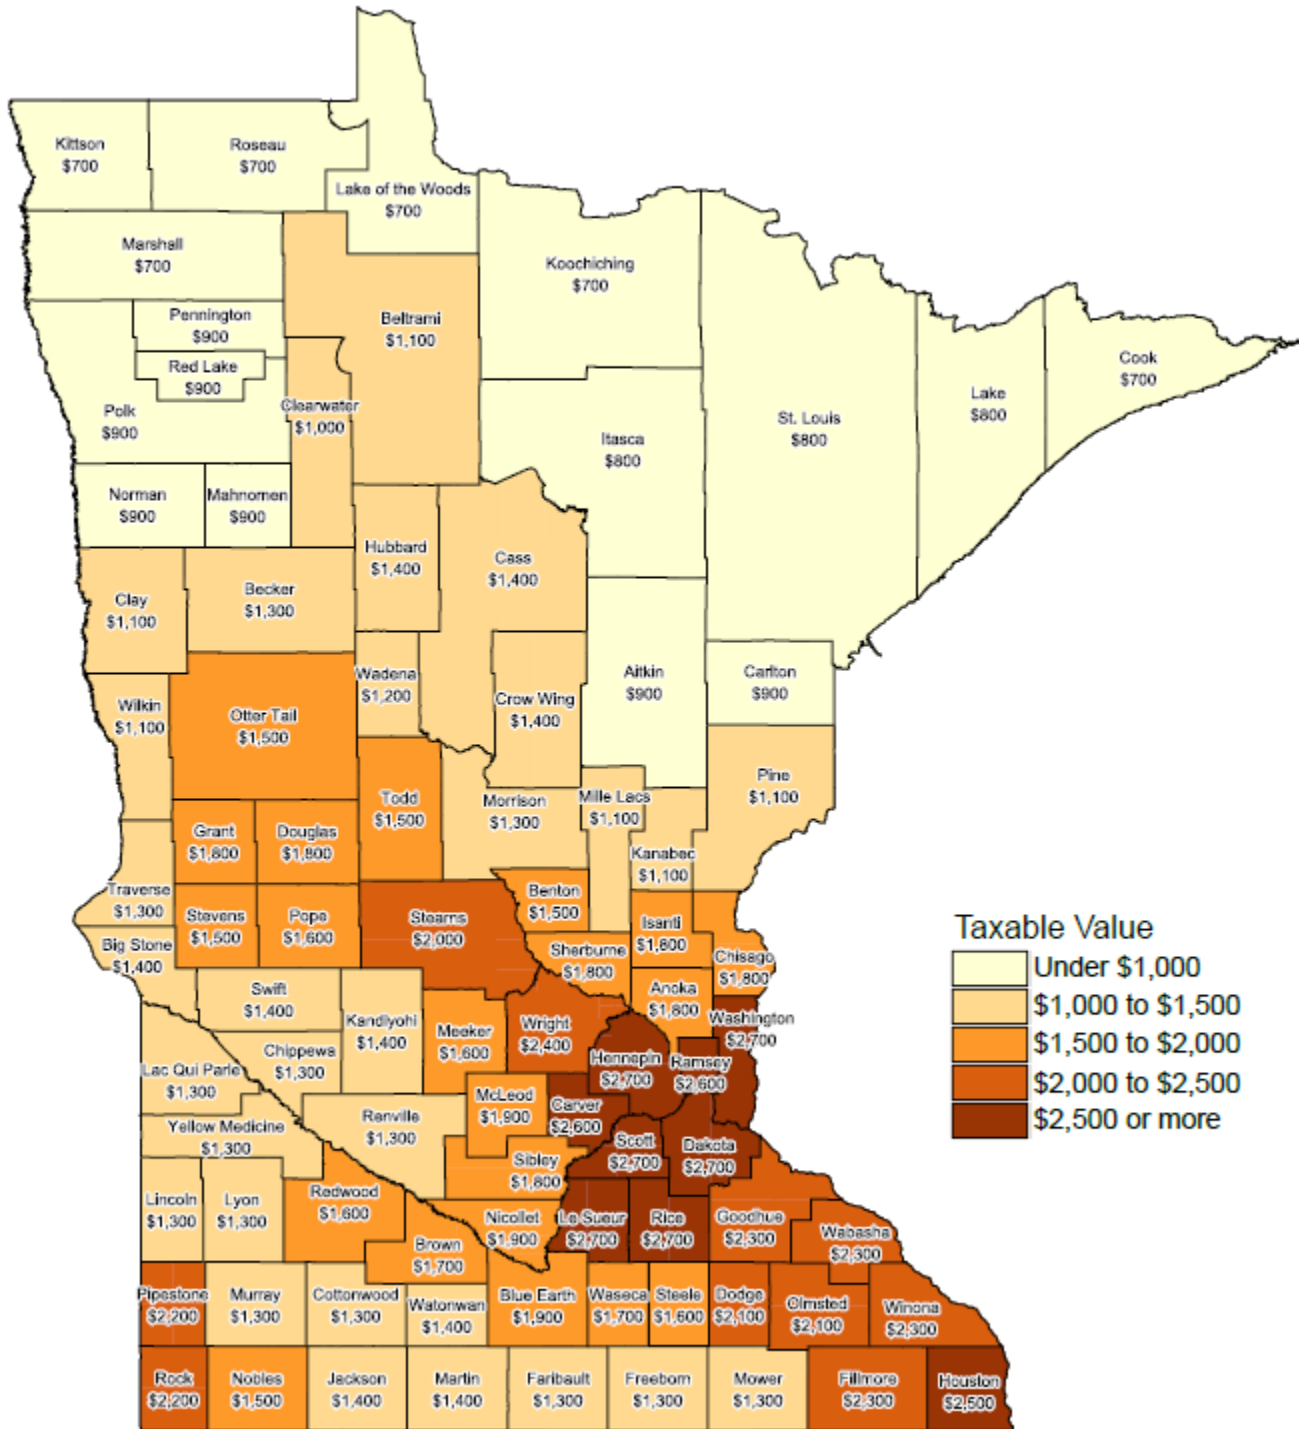 Kittson
$700
Roseau
$700
Lake of the Woods
$700
Marshall
$700
Koochiching
$700
Pennington
$900
Beltrami
$1,100
Red Lake
$900
Cook
$700
Lake
$800
Polk
$900
Clearwater
$1,000
St. Louis
$800
Itasca
$800
Norman
$900
Mahnomen
$900
Hubbard
$1,400
Cass
$1,400
Clay
$1,100
Becker
$1,300
Wadena
$1,200
Aitkin
$900
Carlton
$900
Crow Wing
$1,400
Wilkin
$1,100
Otter Tail
$1,500
Pine
$1,100
Todd
$1,500
Morrison
$1,300
Mille Lacs
$1,100
Grant
$1,800
Douglas
$1,800
Kanabec
$1,100
Traverse
$1,300
Benton
$1,500
Stevens
$1,500
Pope
$1,600
Stearns
$2,000
Isanti
$1,800
Big Stone
$1,400
Sherburne
$1,800
Chisago
$1,800
Swift
$1,400
Anoka
$1,800
Kandiyohi
$1,400
Meeker
$1,600
Wright
$2,400
Washington
$2,700
Chippewa
$1,300
Hennepin
$2,700
Ramsey
$2,600
Lac Qui Parle
$1,300
McLeod
$1,900
Carver
$2,600
Renville
$1,300
Yellow Medicine
$1,300
Scott
$2,700
Dakota
$2,700
Sibley
$1,800
Lincoln
$1,300
Lyon
$1,300
Redwood
$1,600
Nicollet
$1,900
Le Sueur
$2,700
Rice
$2,700
Goodhue
$2,300
Wabasha
$2,300
Brown
$1,700
Pipestone
$2,200
Murray
$1,300
Cottonwood
$1,300
Watonwan
$1,400
Blue Earth
$1,900
Waseca
$1,700
Steele
$1,600
Dodge
$2,100
Olmsted
$2,100
Winona
$2,300
Rock
$2,200
Nobles
$1,500
Jackson
$1,400
Martin
$1,400
Faribault
$1,300
Freeborn
$1,300
Mower
$1,300
Fillmore
$2,300
Houston
$2,500
Taxable Value
Under $1,000
$1,000 to $1,500
$1,500 to $2,000
$2,000 to $2,500
$2,500 or more